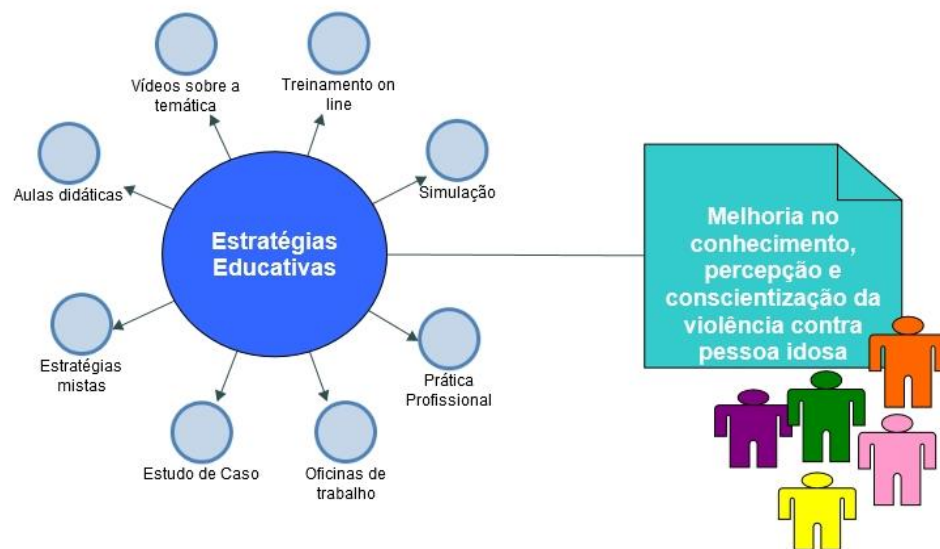 Vídeos sobre a
temática
Treinamento on
line
Aulas didáticas
Simulação
Estratégias
Educativas
Melhoria no
conhecimento,
percepção e
conscientização da
violência contra
pessoa idosa
Estratégias
mistas
Prática
Profissional
Estudo de Caso
Oficinas de
trabalho